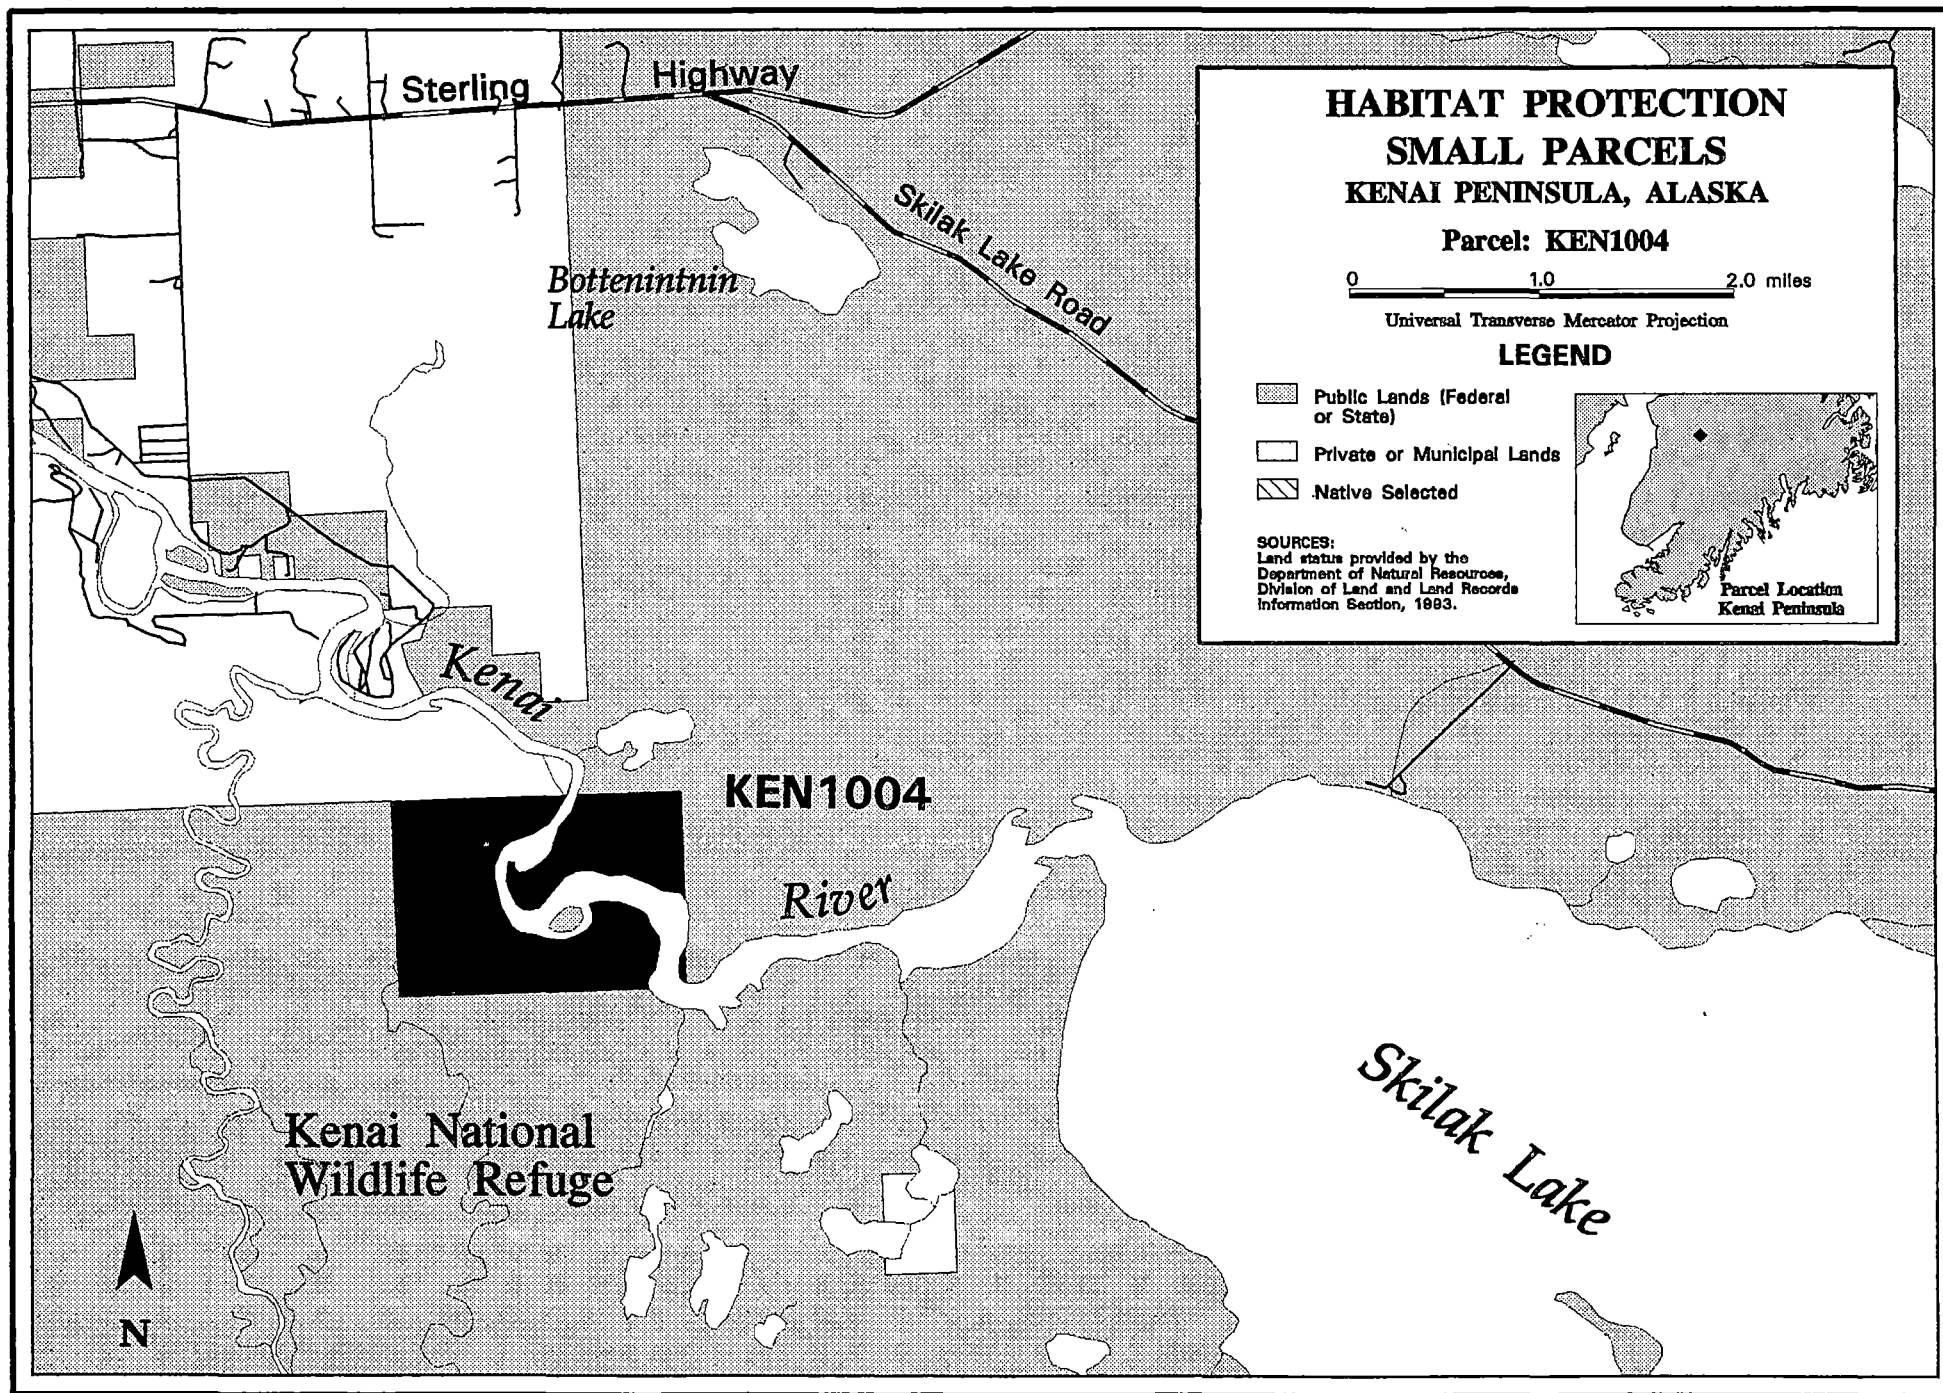 Sterling Highway
HABITAT PROTECTION
SMALL PARCELS
KENAI PENINSULA, ALASKA
Parcel: KEN1004
0 1.0 2.0 miles
Universal Transverse Mercator Projection
LEGEND
Public Lands (Federal
or State)
Private or Municipal Lands
Native Selected
SOURCES:
Land status provided by the
Department of Natural Resources,
Division of Land and Land Records
Information Section, 1993.
Parcel Location
Kenai Peninsula
Skilak Lake Road
Bottenintnin
Lake
Kenai
KEN1004
River
Skilak Lake
Kenai National
Wildlife Refuge
N